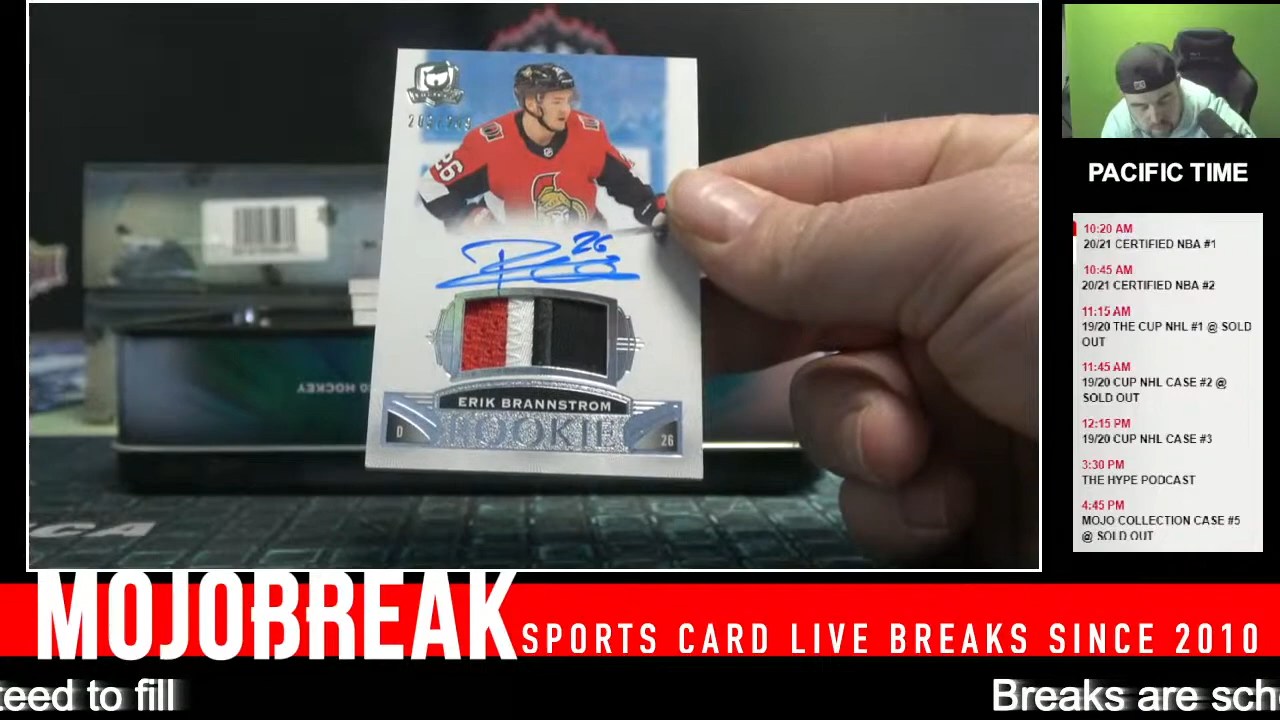 26
26
ERIK BRANNSTROM
ROOKIE
D
26
HOCKEY
PACIFIC TIME
10:20 AM
20/21 CERTIFIED NBA #1
10:45 AM
20/21 CERTIFIED NBA #2
11:15 AM
19/20 THE CUP NHL #1 @ SOLD
OUT
11:45 AM
19/20 CUP NHL CASE #2 @
SOLD OUT
12:15 PM
19/20 CUP NHL CASE #3
3:30 PM
THE HYPE PODCAST
4:45 PM
MOJO COLLECTION CASE #5
@ SOLD OUT
MOJOBREAK
SPORTS CARD LIVE BREAKS SINCE 2010
teed to fill
Breaks are sch